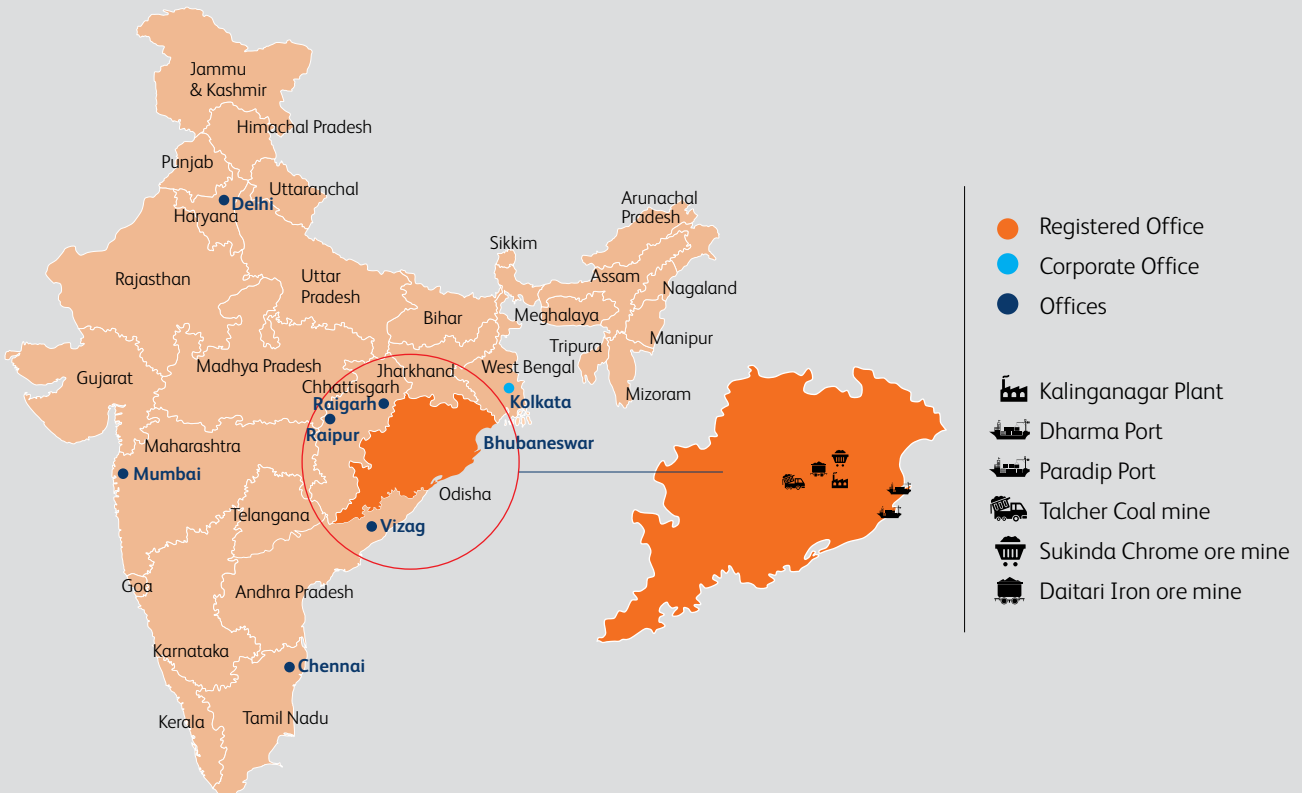 Jammu
& Kashmir
Himachal Pradesh
Punjab
Uttaranchal
Delhi
Haryana
Rajasthan
Uttar
Pradesh
Sikkim
Arunachal
Pradesh
Assam
Nagaland
Bihar
Meghalaya
Manipur
Tripura
Mizoram
Gujarat
Madhya Pradesh
Jharkhand
West Bengal
Chhattisgarh
Raigarh
Kolkata
Raipur
Bhubaneswar
Maharashtra
Mumbai
Odisha
Telangana
Vizag
Goa
Andhra Pradesh
Karnataka
Chennai
Kerala
Tamil Nadu
Registered Office
Corporate Office
Offices
Kalinganagar Plant
Dharma Port
Paradip Port
Talcher Coal mine
Sukinda Chrome ore mine
Daitari Iron ore mine